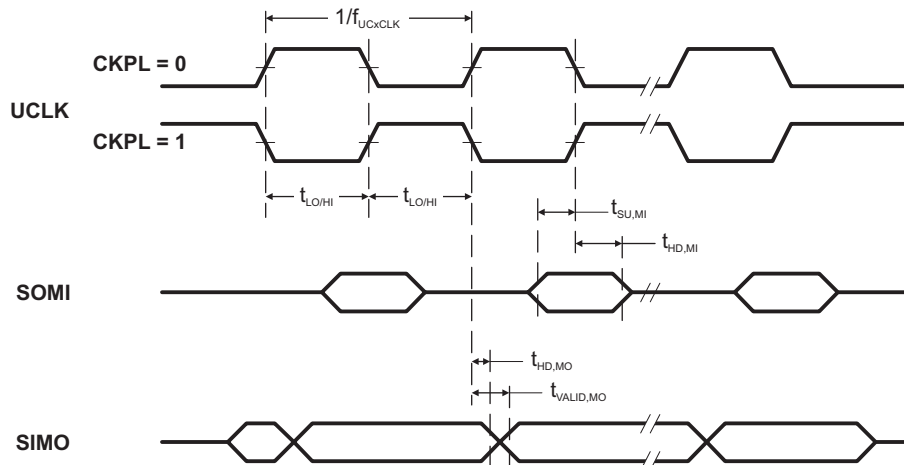 1/fUCxCLK
CKPL = 0
UCLK
CKPL = 1
tLO/HI tLO/HI
tSU,MI
tHD,MI
SOMI
tHD,MO
tVALID,MO
SIMO